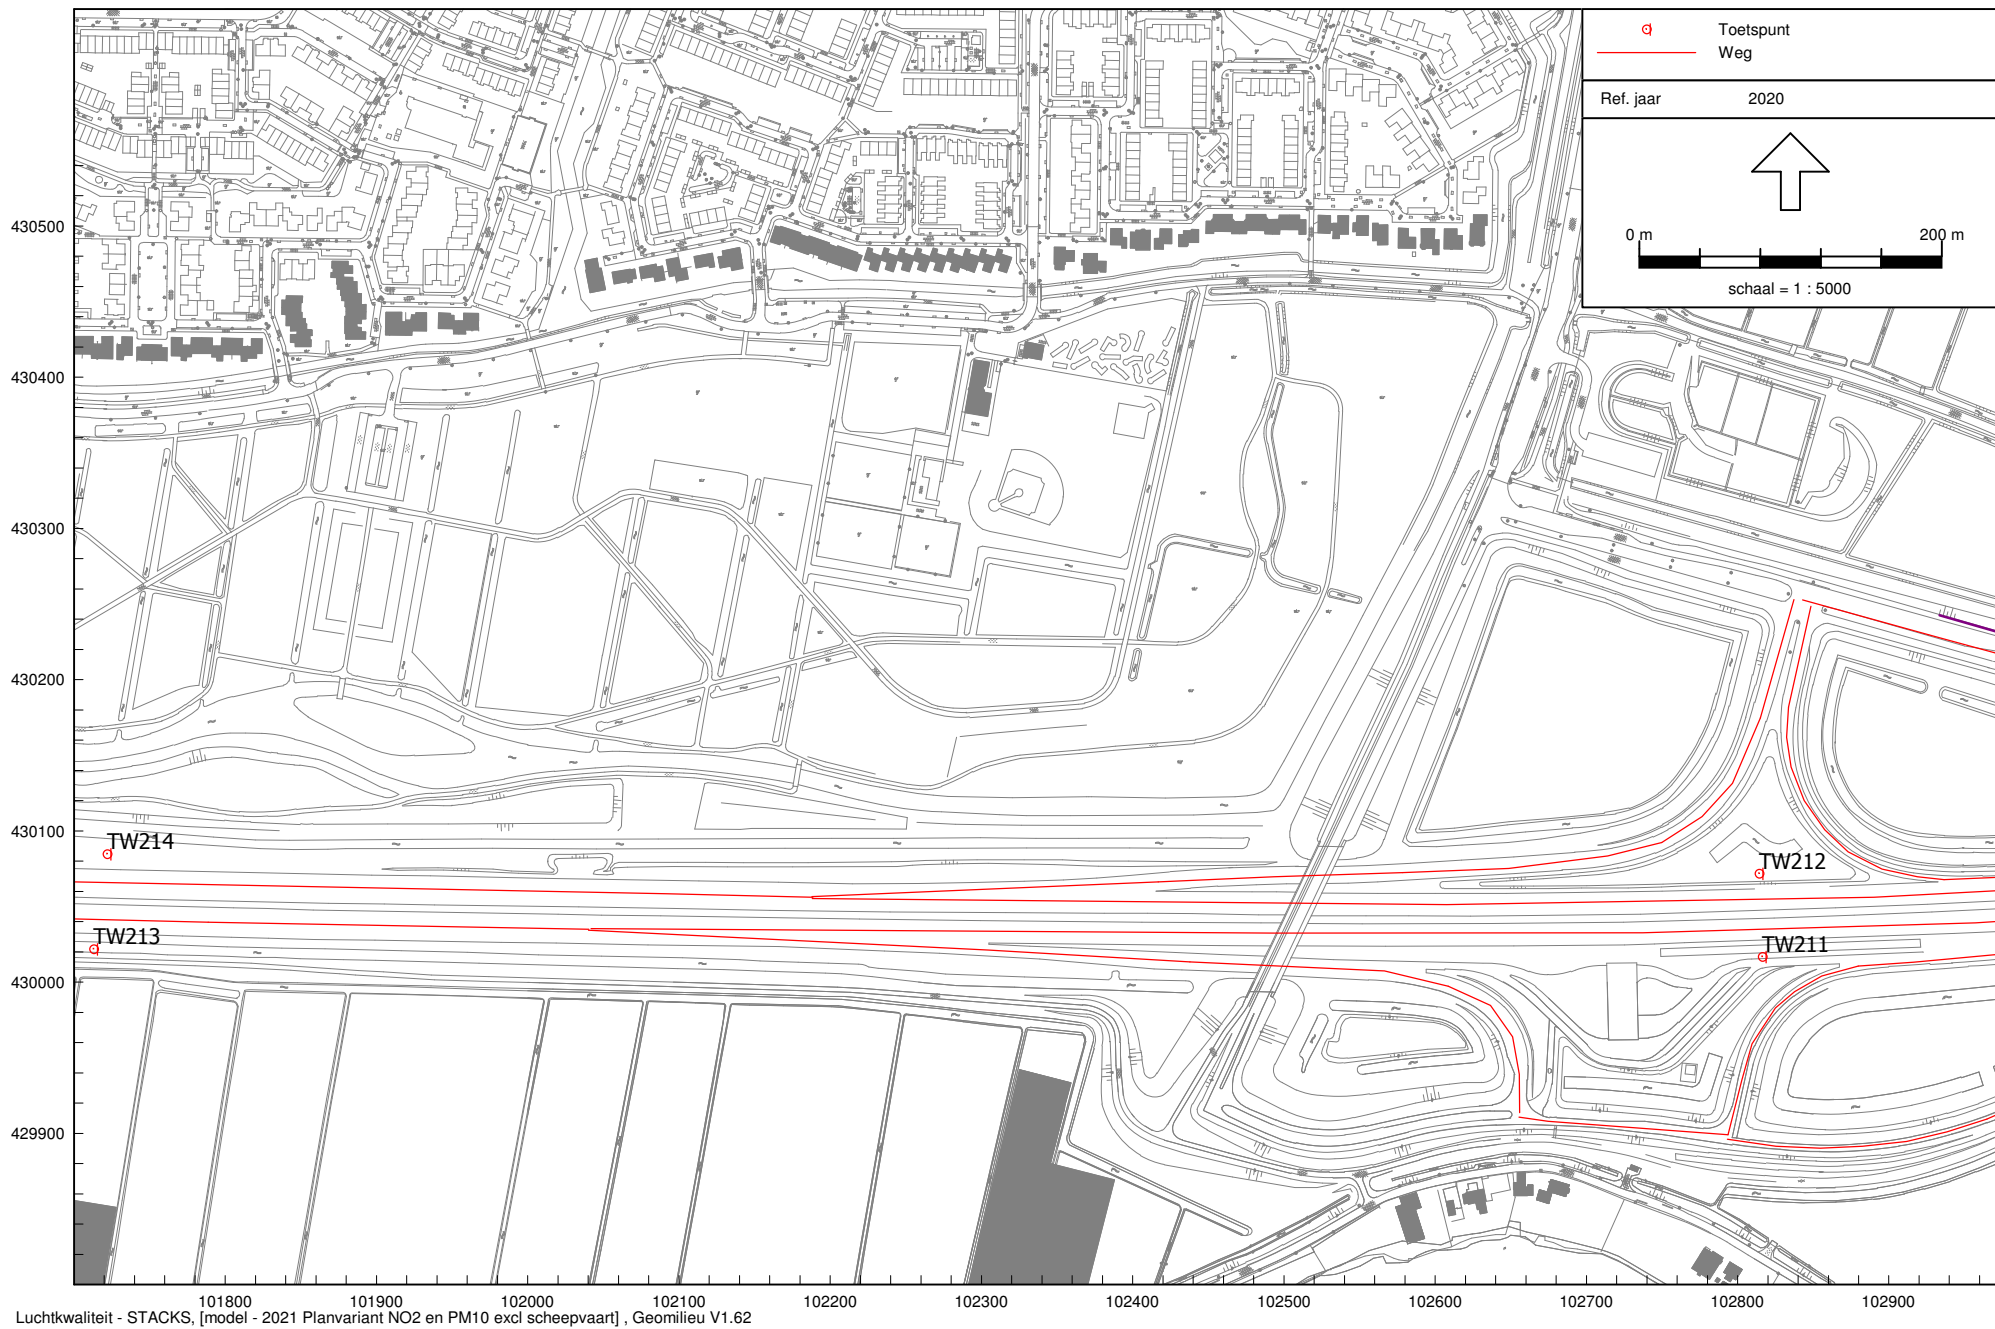 Toetspunt
Weg
Ref. jaar 2020
0 m 200 m
schaal = 1 : 5000
430500
430400
430300
430200
430100
430000
429900
TW214
TW213
TW212
TW211
101800 101900 102000 102100 102200 102300 102400 102500 102600 102700 102800 102900
Luchtkwaliteit - STACKS, [model - 2021 Planvariant NO2 en PM10 excl scheepvaart] , Geomilieu V1.62